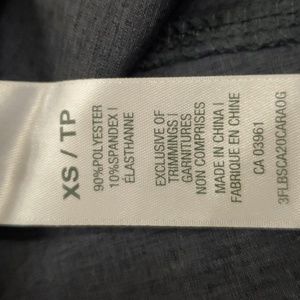 XS / TP
90%POLYESTER
10%SPANDEX I
ÉLASTHANNE
EXCLUSIVE OF
TRIMMINGS I
GARNITURES
NON COMPRISES
MADE IN CHINA I
FABRIQUE EN CHINE
CA 03961
3FLBSCA20CARA0G